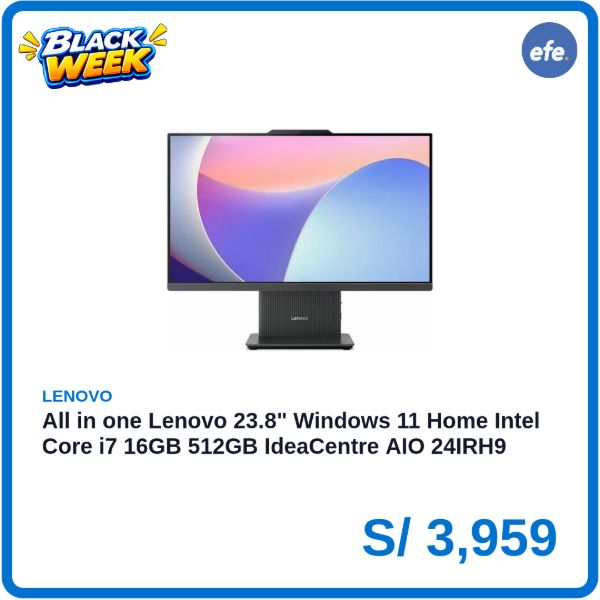 BLACK
WEEK
efe.
Lenovo
LENOVO
All in one Lenovo 23.8" Windows 11 Home Intel
Core i7 16GB 512GB IdeaCentre AIO 24IRH9
S/ 3,959